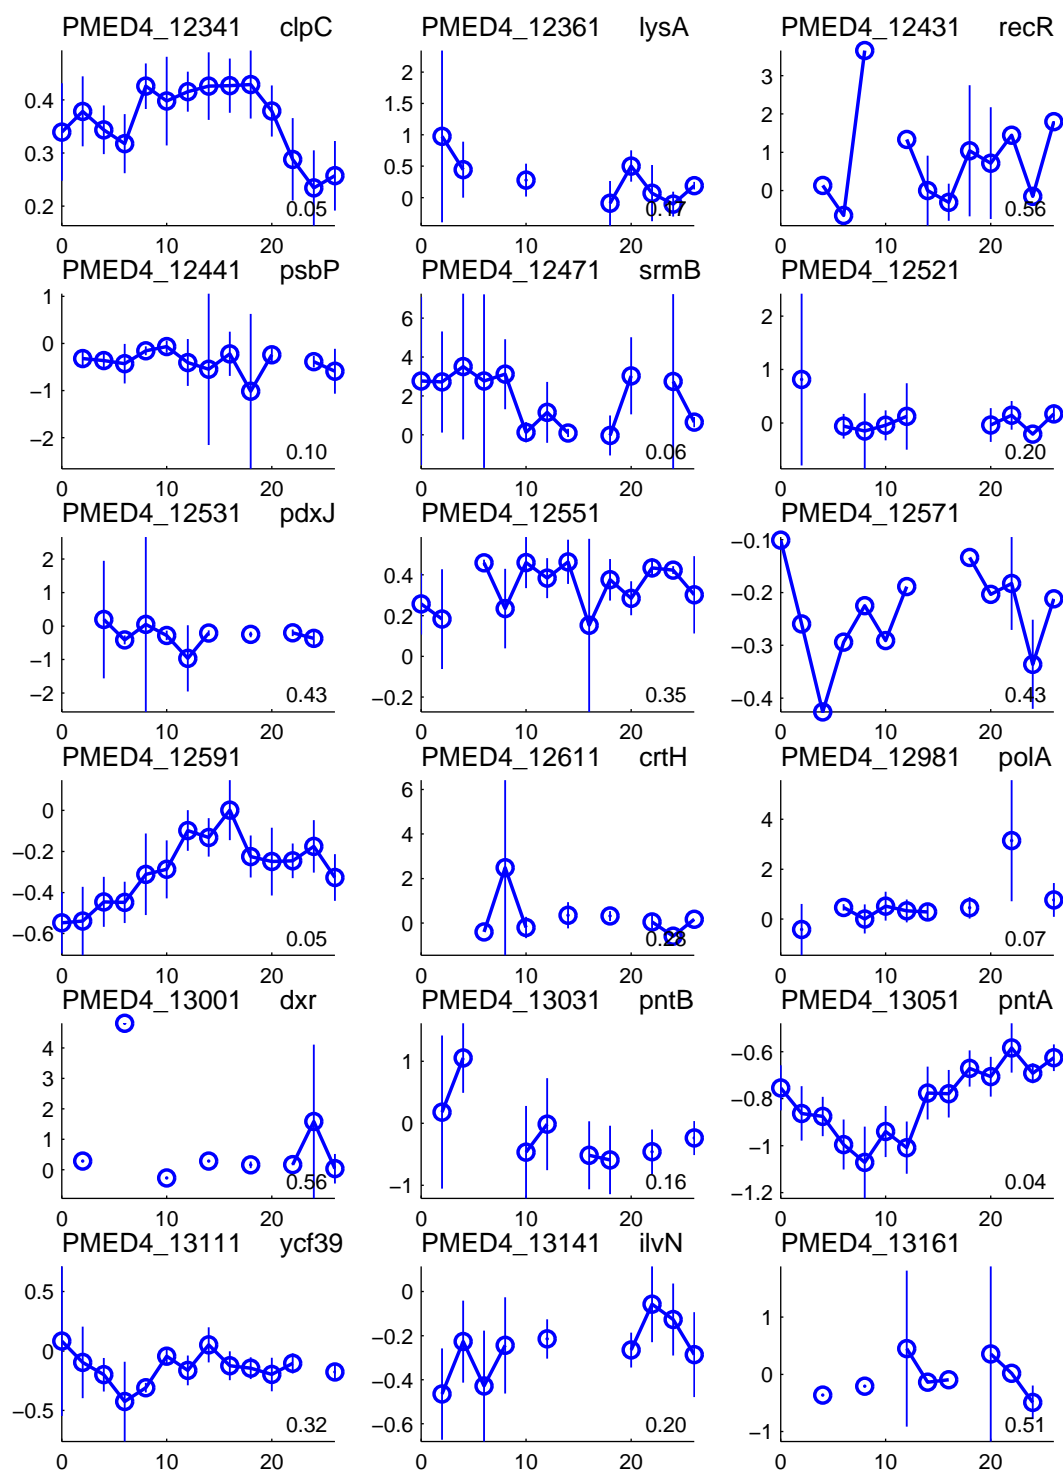 PMED4_12341 clpC
PMED4_12361 lysA
PMED4_12431 recR
0.4
0.3
0.2
0.05
0 10 20
2
1.5
1
0.5
0
0.17
0 10 20
3
2
1
0
0.56
0 10 20
PMED4_12441 psbP
PMED4_12471 srmB
PMED4_12521
1
0
−1
−2
0.10
0 10 20
6
4
2
0
0.06
0 10 20
2
1
0
0.20
0 10 20
PMED4_12531 pdxJ
PMED4_12551
PMED4_12571
2
1
0
−1
−2
0.43
0 10 20
0.4
0.2
0
−0.2
0.35
0 10 20
−0.1
−0.2
−0.3
−0.4
0.43
0 10 20
PMED4_12591
PMED4_12611 crtH
PMED4_12981 polA
0
−0.2
−0.4
−0.6
0.05
0 10 20
6
4
2
0
0 10 20
4
2
0
0.07
0 10 20
PMED4_13001 dxr
PMED4_13031 pntB
PMED4_13051 pntA
4
3
2
1
0
0.56
0 10 20
1
0
−1
0.16
0 10 20
−0.6
−0.8
−1
−1.2
0.04
0 10 20
PMED4_13111 ycf39
PMED4_13141 ilvN
PMED4_13161
0.5
0
−0.5
0.32
0 10 20
0
−0.2
−0.4
−0.6
0.20
0 10 20
1
0
−1
0.51
0 10 20